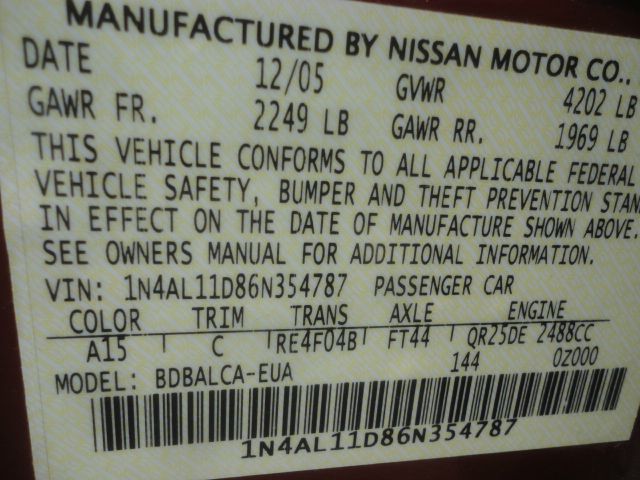 MANUFACTURED BY NISSAN MOTOR CO.,
DATE 12/05 GVWR 4202 LB
GAWR FR. 2249 LB GAWR RR. 1969 LB
THIS VEHICLE CONFORMS TO ALL APPLICABLE FEDERAL
VEHICLE SAFETY, BUMPER AND THEFT PREVENTION STAN
IN EFFECT ON THE DATE OF MANUFACTURE SHOWN ABOVE.
SEE OWNERS MANUAL FOR ADDITIONAL INFORMATION.
VIN: 1N4AL11D86N354787 PASSENGER CAR
COLOR TRIM TRANS AXLE ENGINE
A15 C RE4F04B FT44 QR25DE 2488CC
MODEL: BDBALCA-EUA 144 0Z000
1N4AL11D86N354787